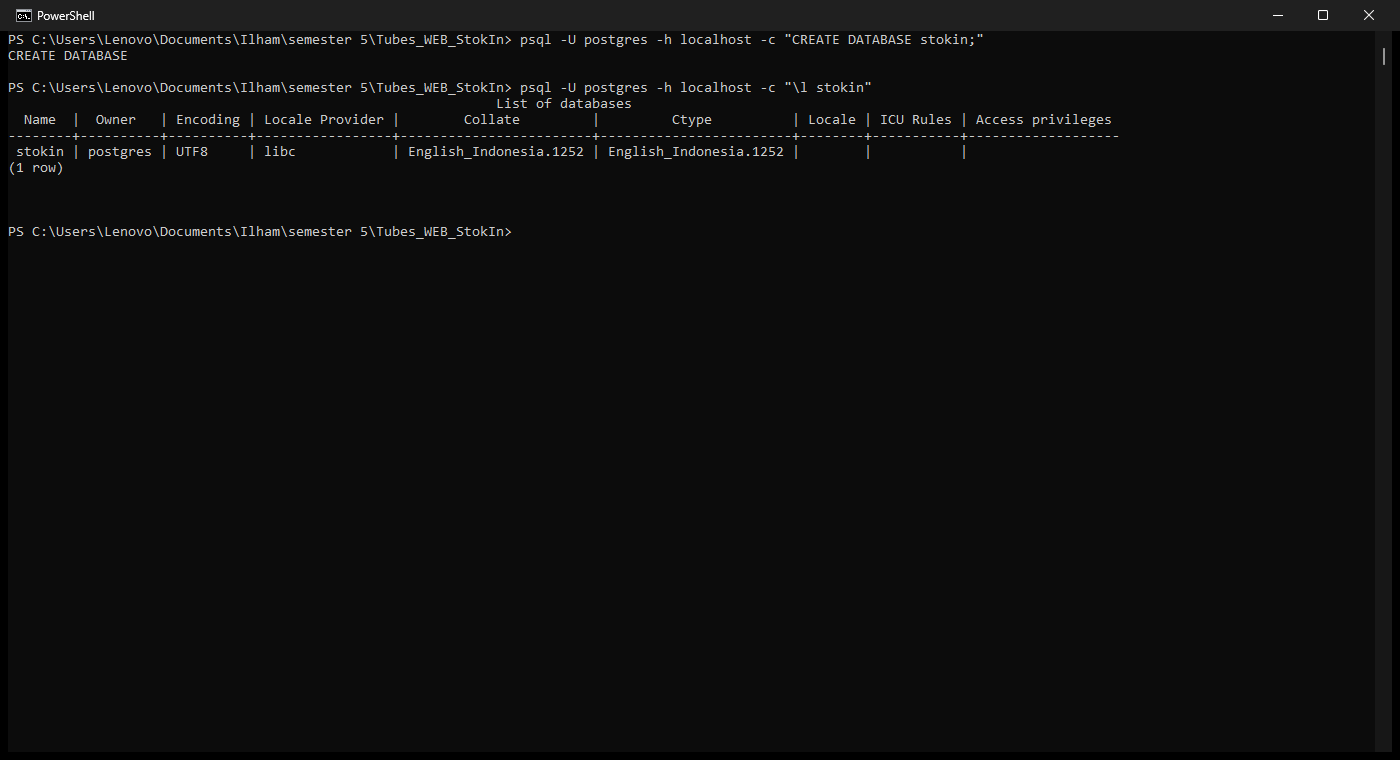 PowerShell
PS C:\Users\Lenovo\Documents\Ilham\semester 5\Tubes_WEB_StokIn> psql -U postgres -h localhost -c "CREATE DATABASE stokin;"
CREATE DATABASE
PS C:\Users\Lenovo\Documents\Ilham\semester 5\Tubes_WEB_StokIn> psql -U postgres -h localhost -c "\l stokin"
                                                             List of databases
  Name  |  Owner   | Encoding | Locale Provider |        Collate         |         Ctype          | Locale | ICU Rules | Access privileges
--------+----------+----------+-----------------+------------------------+------------------------+--------+-----------+-------------------
 stokin | postgres | UTF8     | libc            | English_Indonesia.1252 | English_Indonesia.1252 |        |           |
(1 row)
PS C:\Users\Lenovo\Documents\Ilham\semester 5\Tubes_WEB_StokIn>